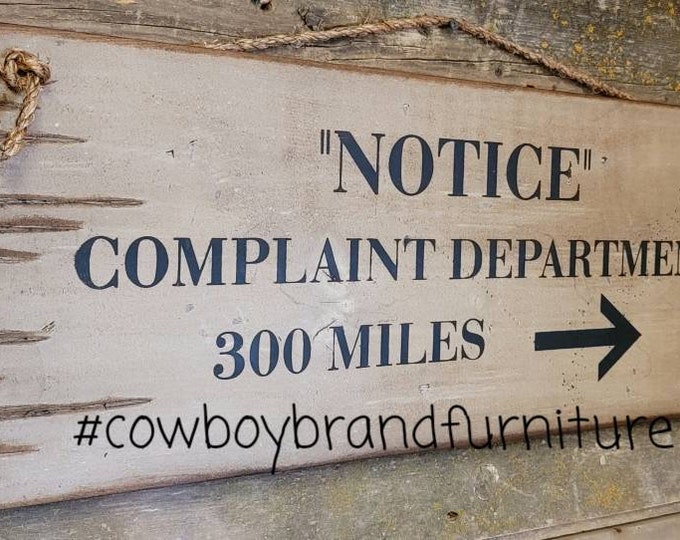 "NOTICE"
COMPLAINT DEPARTMEN
300 MILES
#cowboybrandfurniture